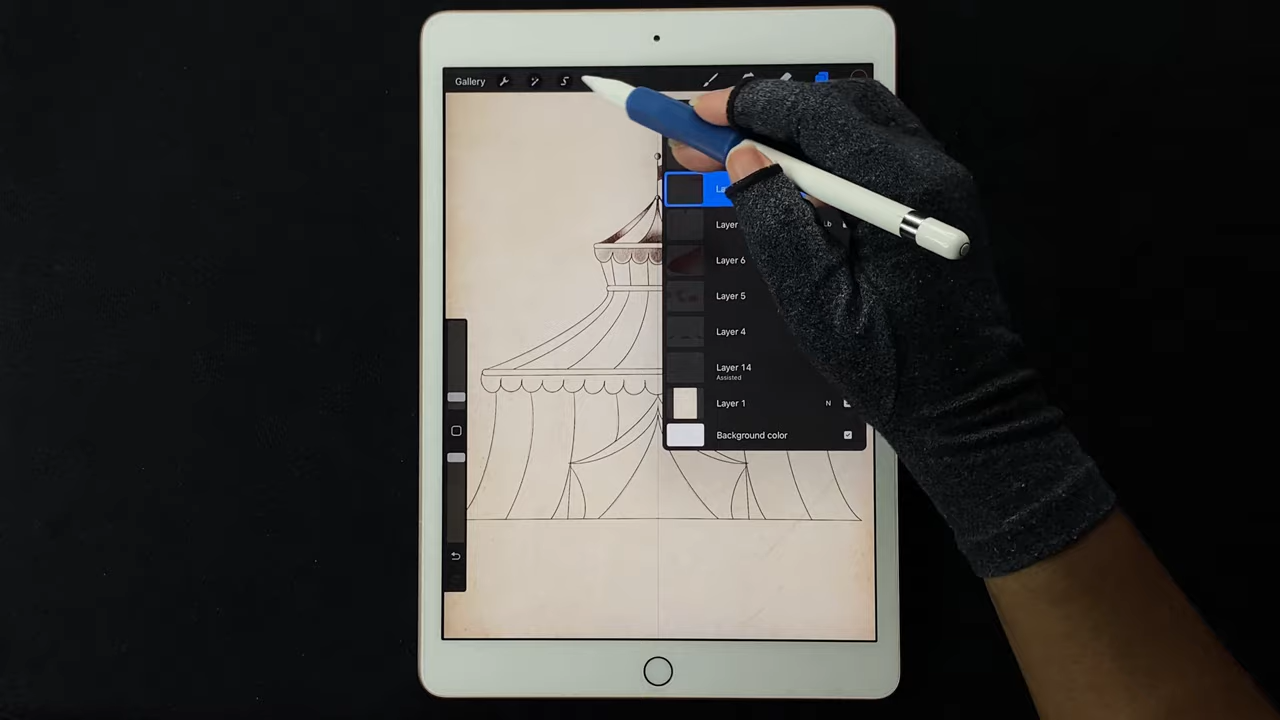 Gallery
Layer
Layer 6
Layer 5
Layer 4
Layer 14
Assisted
Layer 1 N
Background color